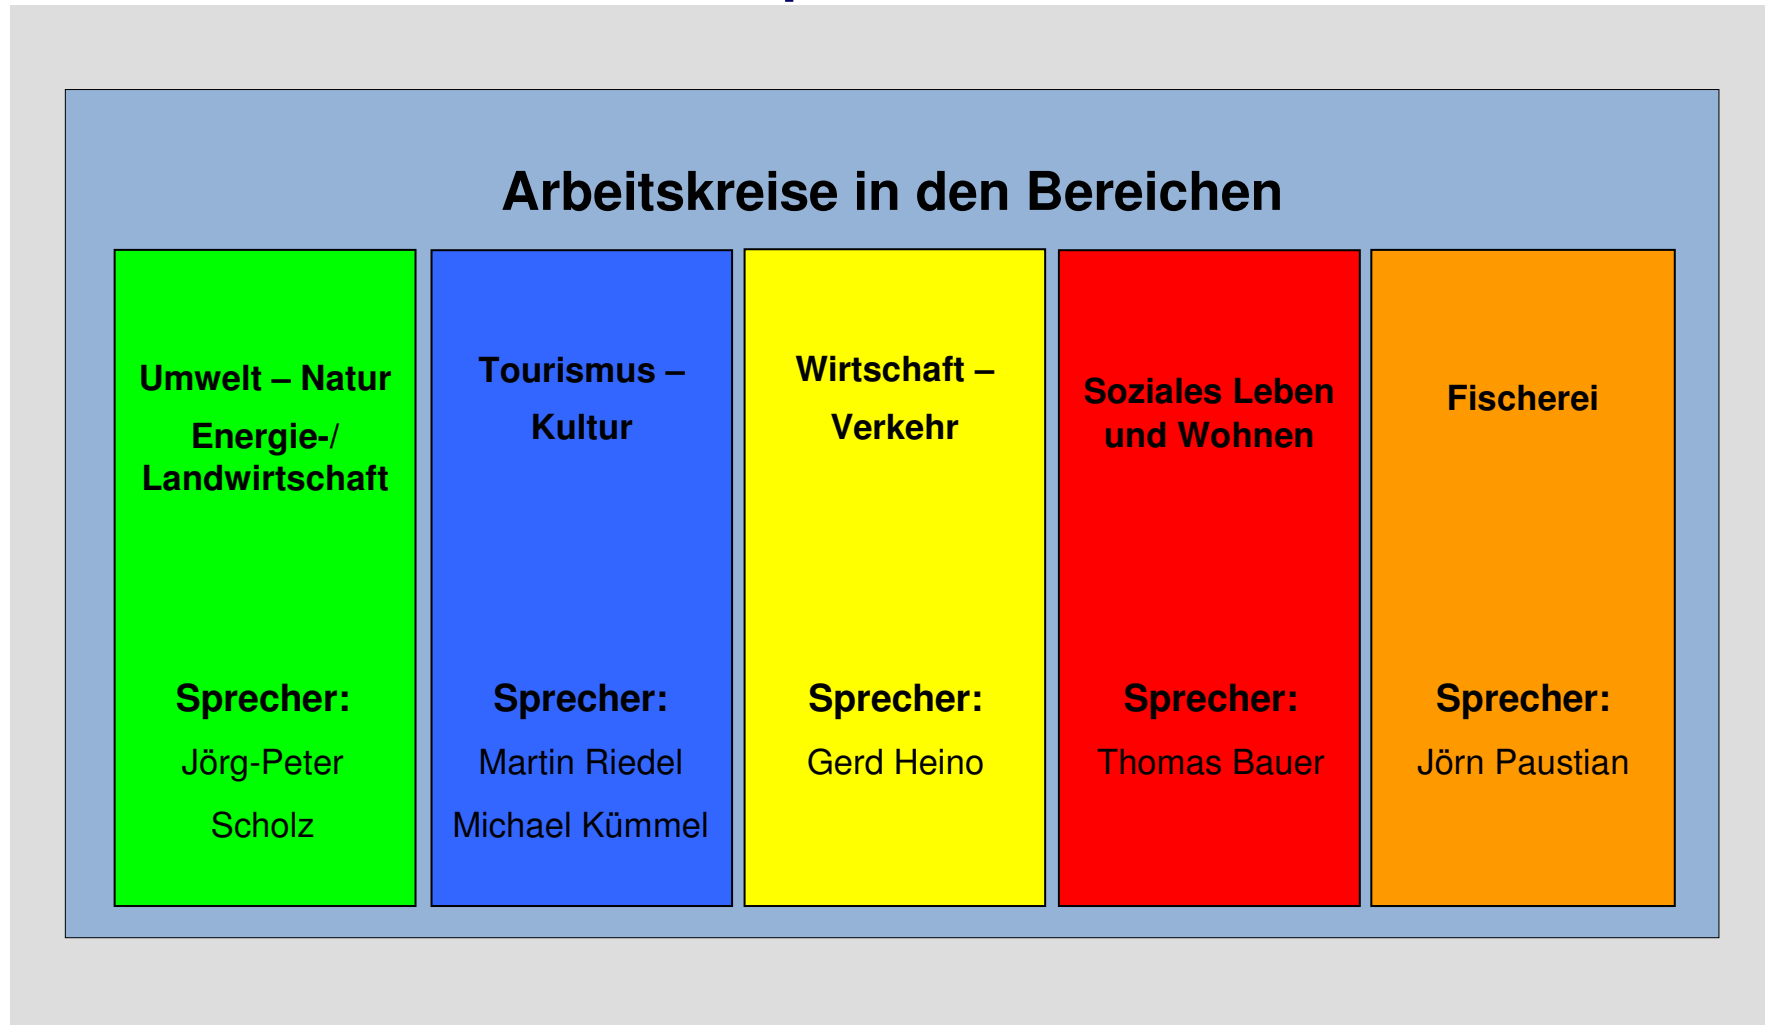 Arbeitskreise in den Bereichen
Umwelt – Natur
Energie-/
Landwirtschaft
Sprecher:
Jörg-Peter
Scholz
Tourismus –
Kultur
Sprecher:
Martin Riedel
Michael Kümmel
Wirtschaft –
Verkehr
Sprecher:
Gerd Heino
Soziales Leben
und Wohnen
Sprecher:
Thomas Bauer
Fischerei
Sprecher:
Jörn Paustian